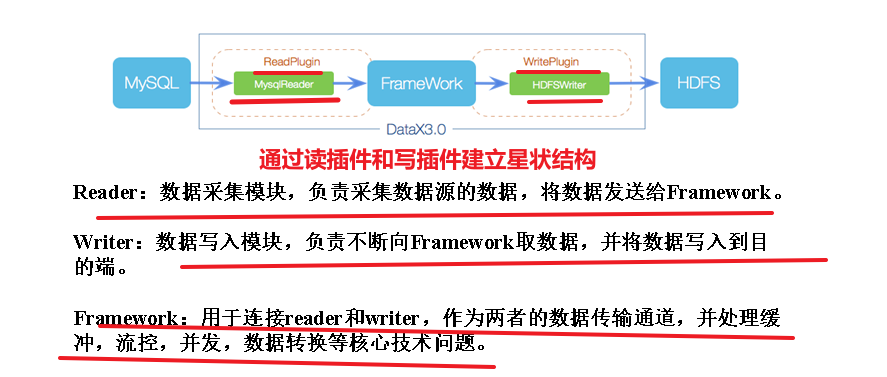 ReadPlugin
WritePlugin
MySQL
MysqlReader
FrameWork
HDFSWriter
HDFS
DataX3.0
通过读插件和写插件建立星状结构
Reader：数据采集模块，负责采集数据源的数据，将数据发送给Framework。
Writer：数据写入模块，负责不断向Framework取数据，并将数据写入到目
的端。
Framework：用于连接reader和writer，作为两者的数据传输通道，并处理缓
冲，流控，并发，数据转换等核心技术问题。